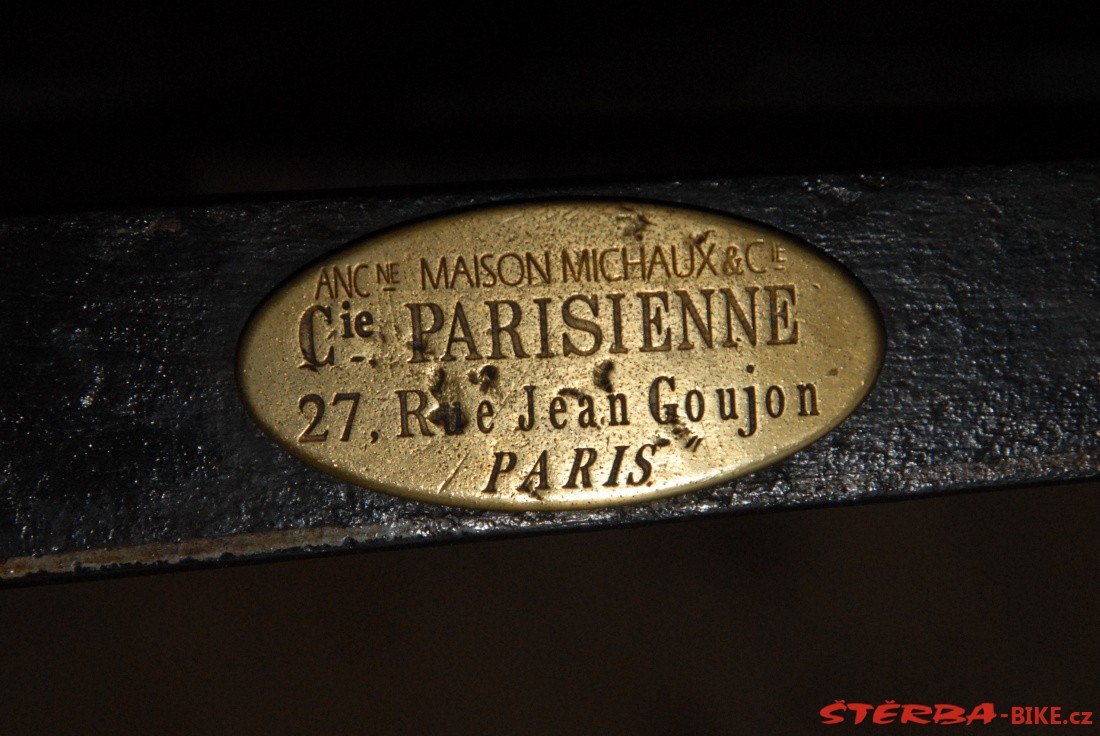 ANCNE MAISON MICHAUX & CIE
Cie PARISIENNE
27, Rue Jean Goujon
PARIS
ŠTĚRBA-BIKE.cz